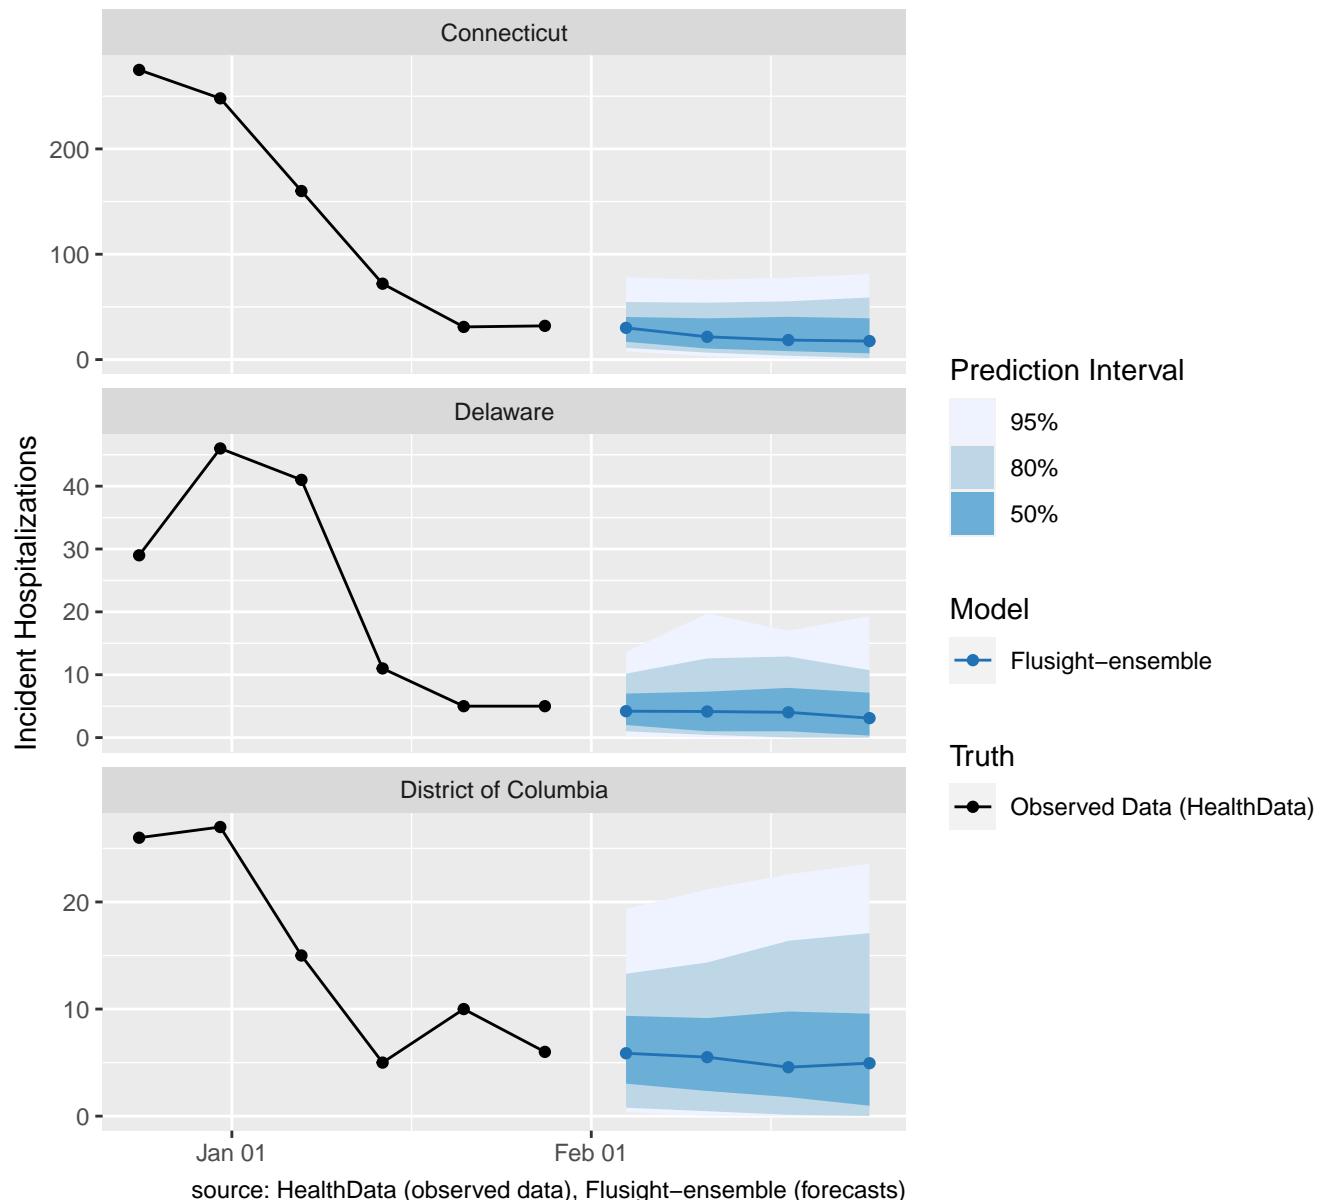 Connecticut
200
100
0
Delaware
40
30
20
10
0
District of Columbia
20
10
0
Jan 01
Feb 01
Incident Hospitalizations
source: HealthData (observed data), Flusight−ensemble (forecasts)
Prediction Interval
95%
80%
50%
Model
Flusight−ensemble
Truth
Observed Data (HealthData)